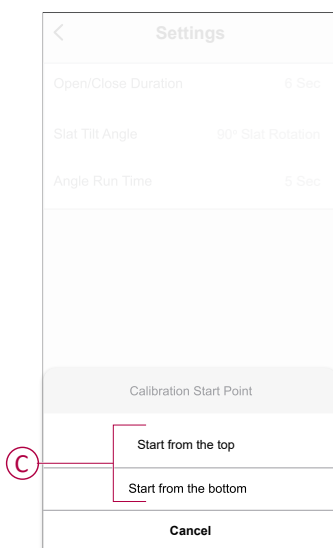 Settings
Open/Close Duration 6 Sec
Slat Tilt Angle 90° Slat Rotation
Angle Run Time 5 Sec
Calibration Start Point
C
Start from the top
Start from the bottom
Cancel